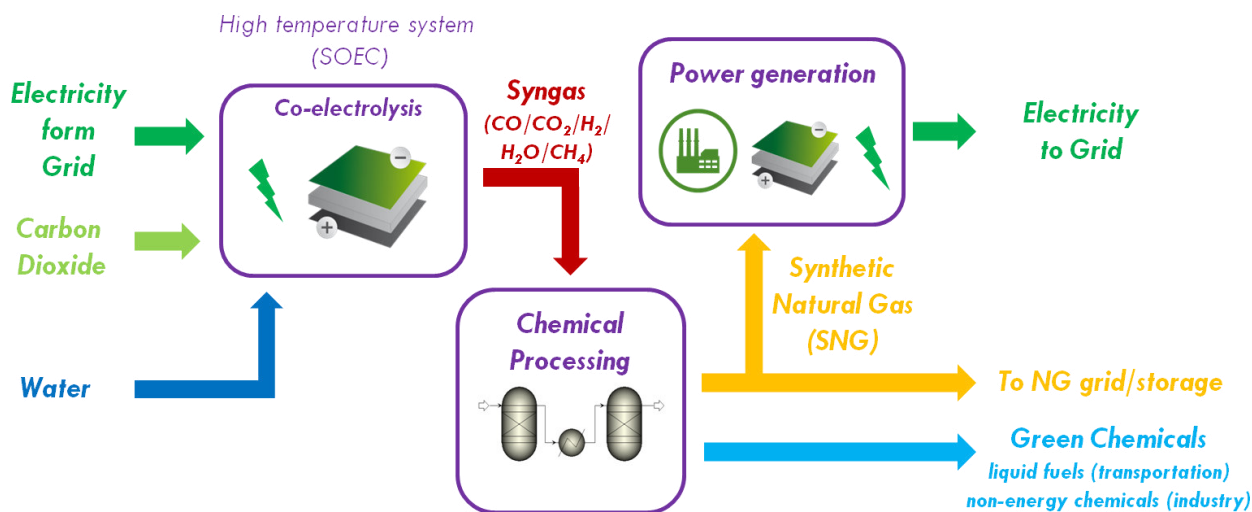 High temperature system
(SOEC)
Electricity
form
Grid
Carbon
Dioxide
Water
Co-electrolysis
−
+
Syngas
(CO/CO₂/H₂/
H₂O/CH₄)
Chemical
Processing
Power generation
−
+
Electricity
to Grid
Synthetic
Natural Gas
(SNG)
To NG grid/storage
Green Chemicals
liquid fuels (transportation)
non-energy chemicals (industry)